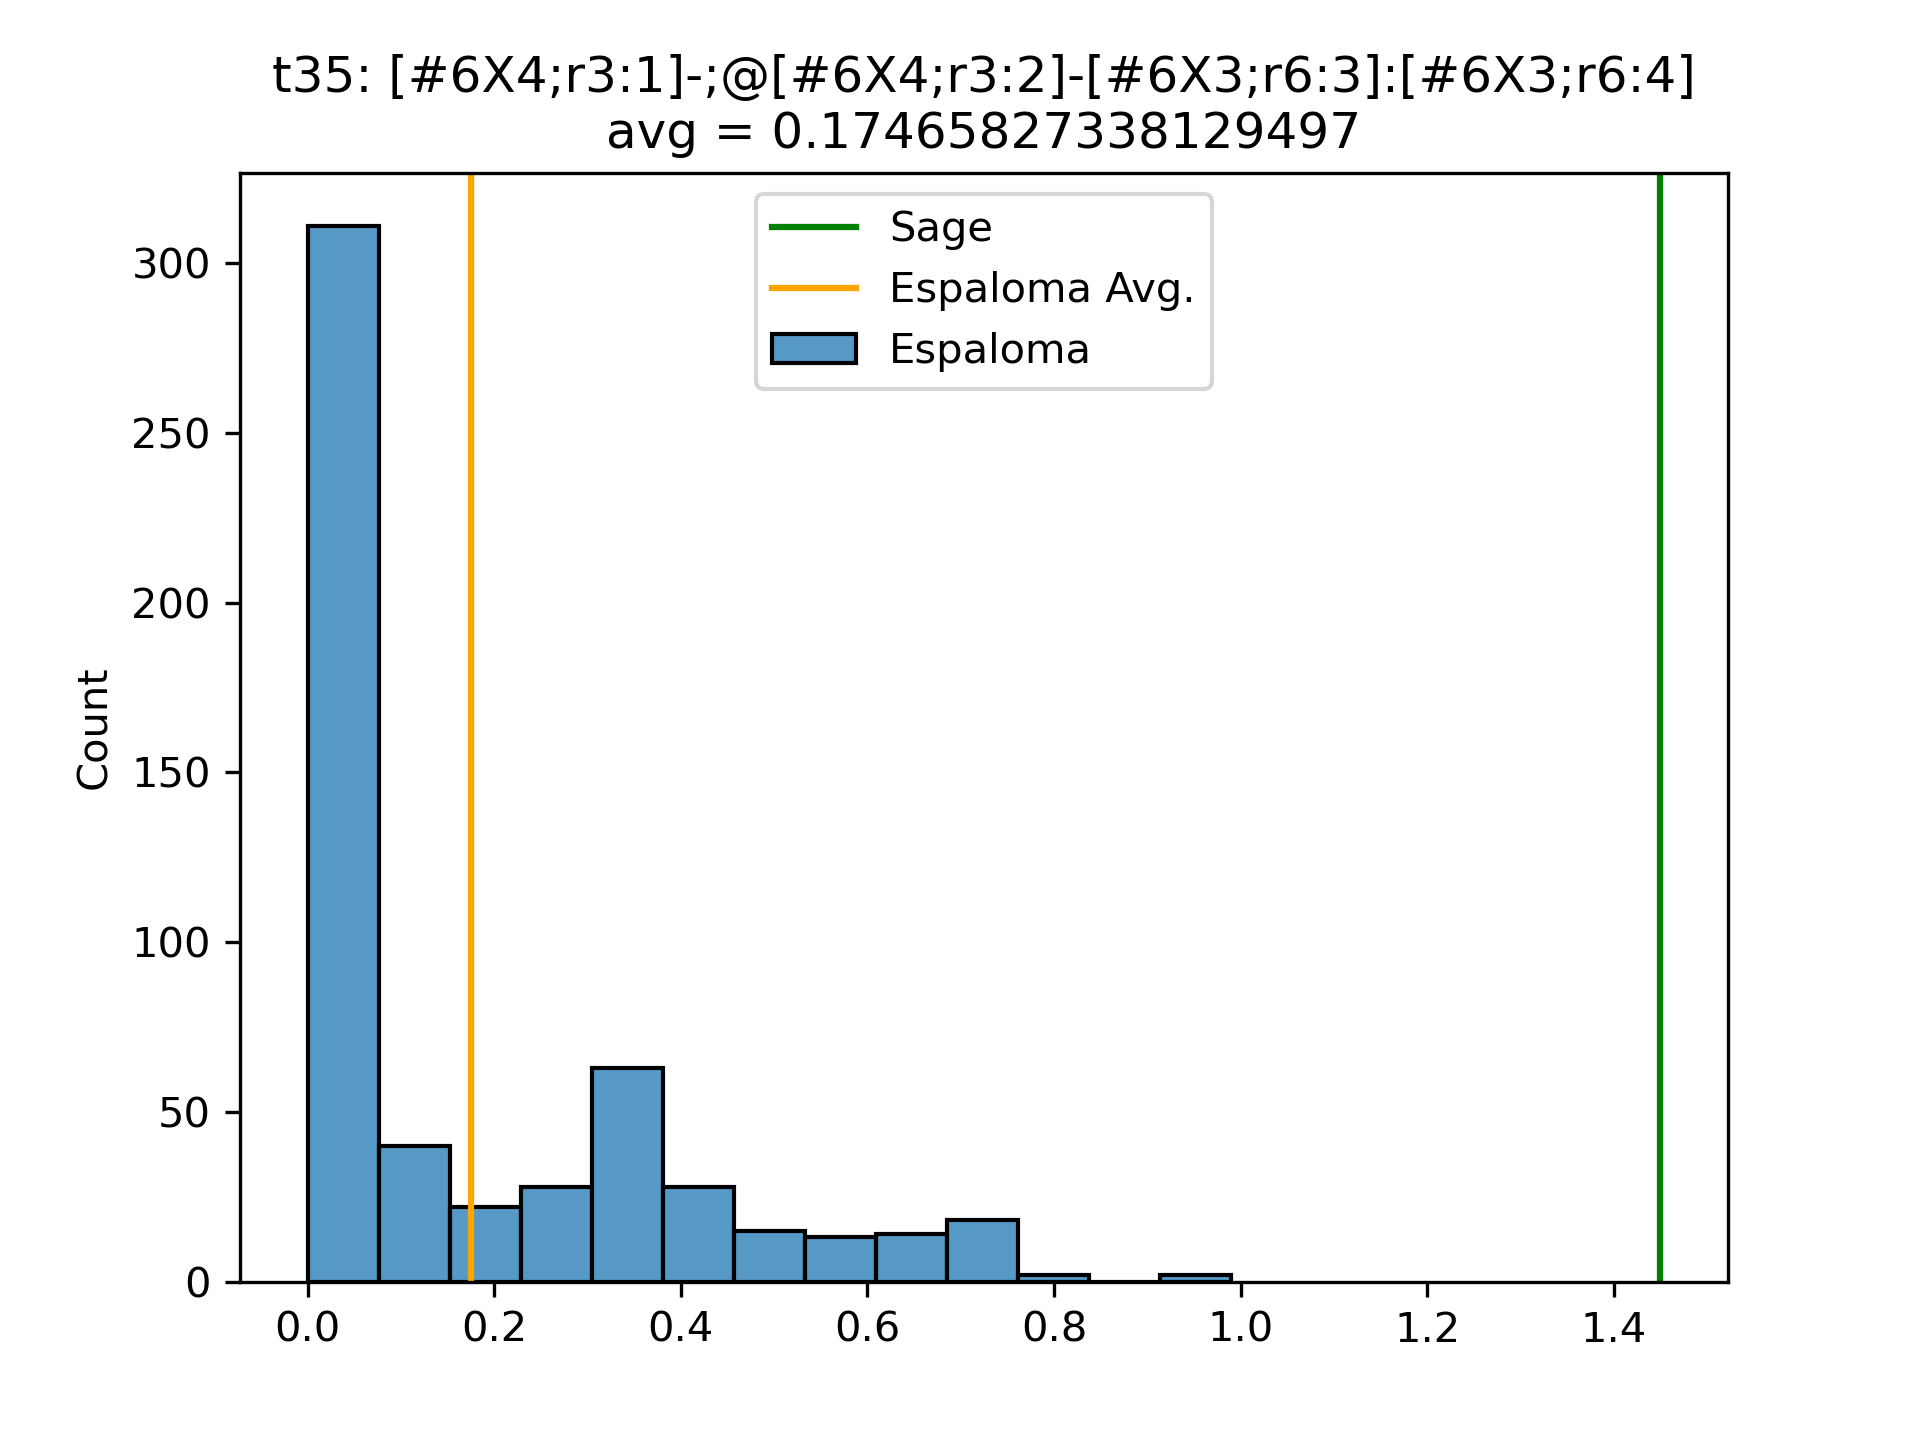 t35: [#6X4;r3:1]-;@[#6X4;r3:2]-[#6X3;r6:3]:[#6X3;r6:4]
avg = 0.17465827338129497
Sage
Espaloma Avg.
Espaloma
Count
300
250
200
150
100
50
0
0.0 0.2 0.4 0.6 0.8 1.0 1.2 1.4